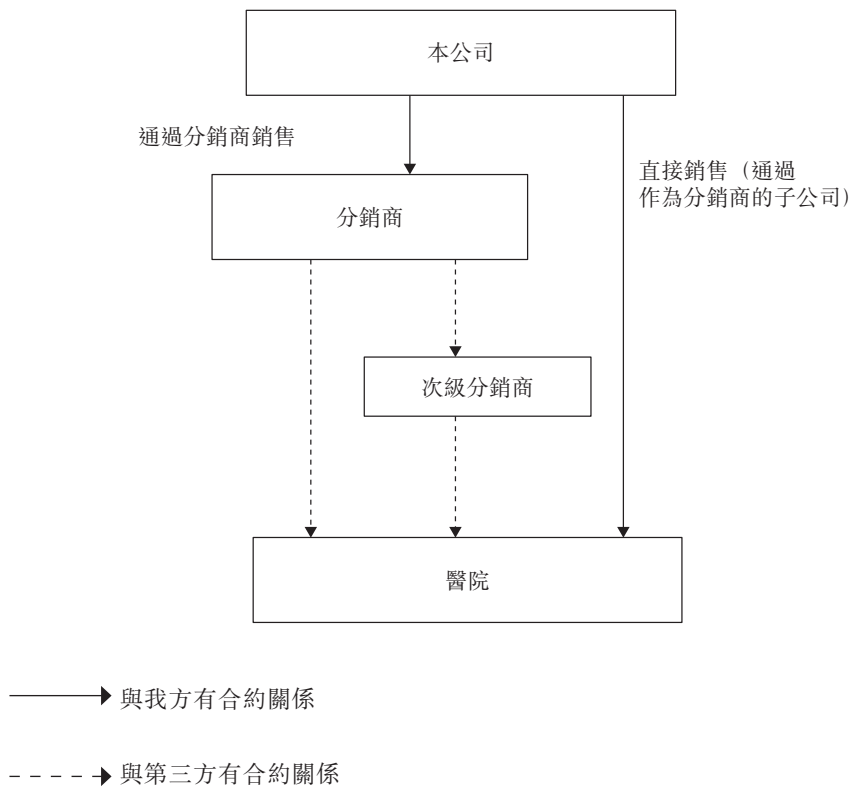 本公司
通過分銷商銷售
直接銷售（通過
作為分銷商的子公司）
分銷商
次級分銷商
醫院
與我方有合約關係
與第三方有合約關係